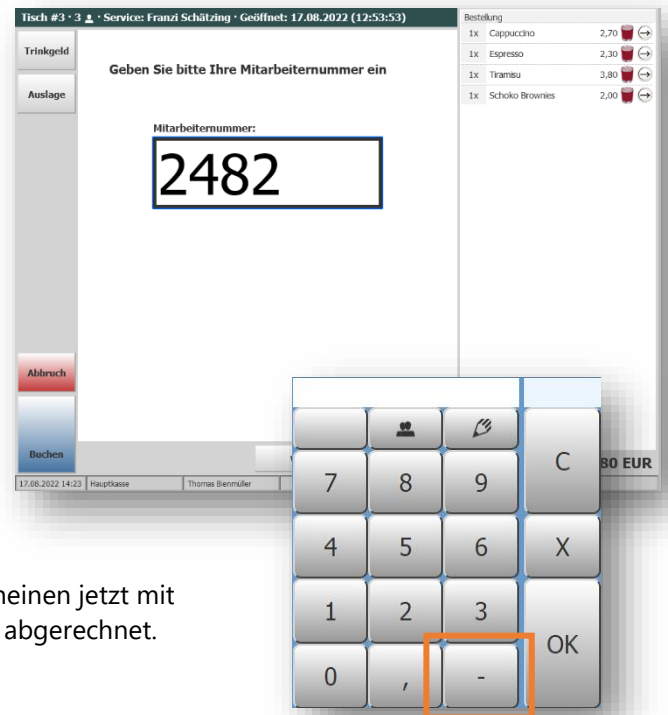 Tisch #3 · 3 · Service: Franzi Schätzing · Geöffnet: 17.08.2022 (12:53:53)
Trinkgeld
Auslage
Geben Sie bitte Ihre Mitarbeiternummer ein
Mitarbeiternummer:
2482
Abbruch
Buchen
Bestellung
1x Cappuccino 2,70
1x Espresso 2,30
1x Tiramisu 3,80
1x Schoko Brownies 2,00
80 EUR
17.08.2022 14:23 Hauptkasse Thomas Bienmüller
C
7 8 9
4 5 6 X
1 2 3
OK
0 , -
jetzt mit
abgerechnet.